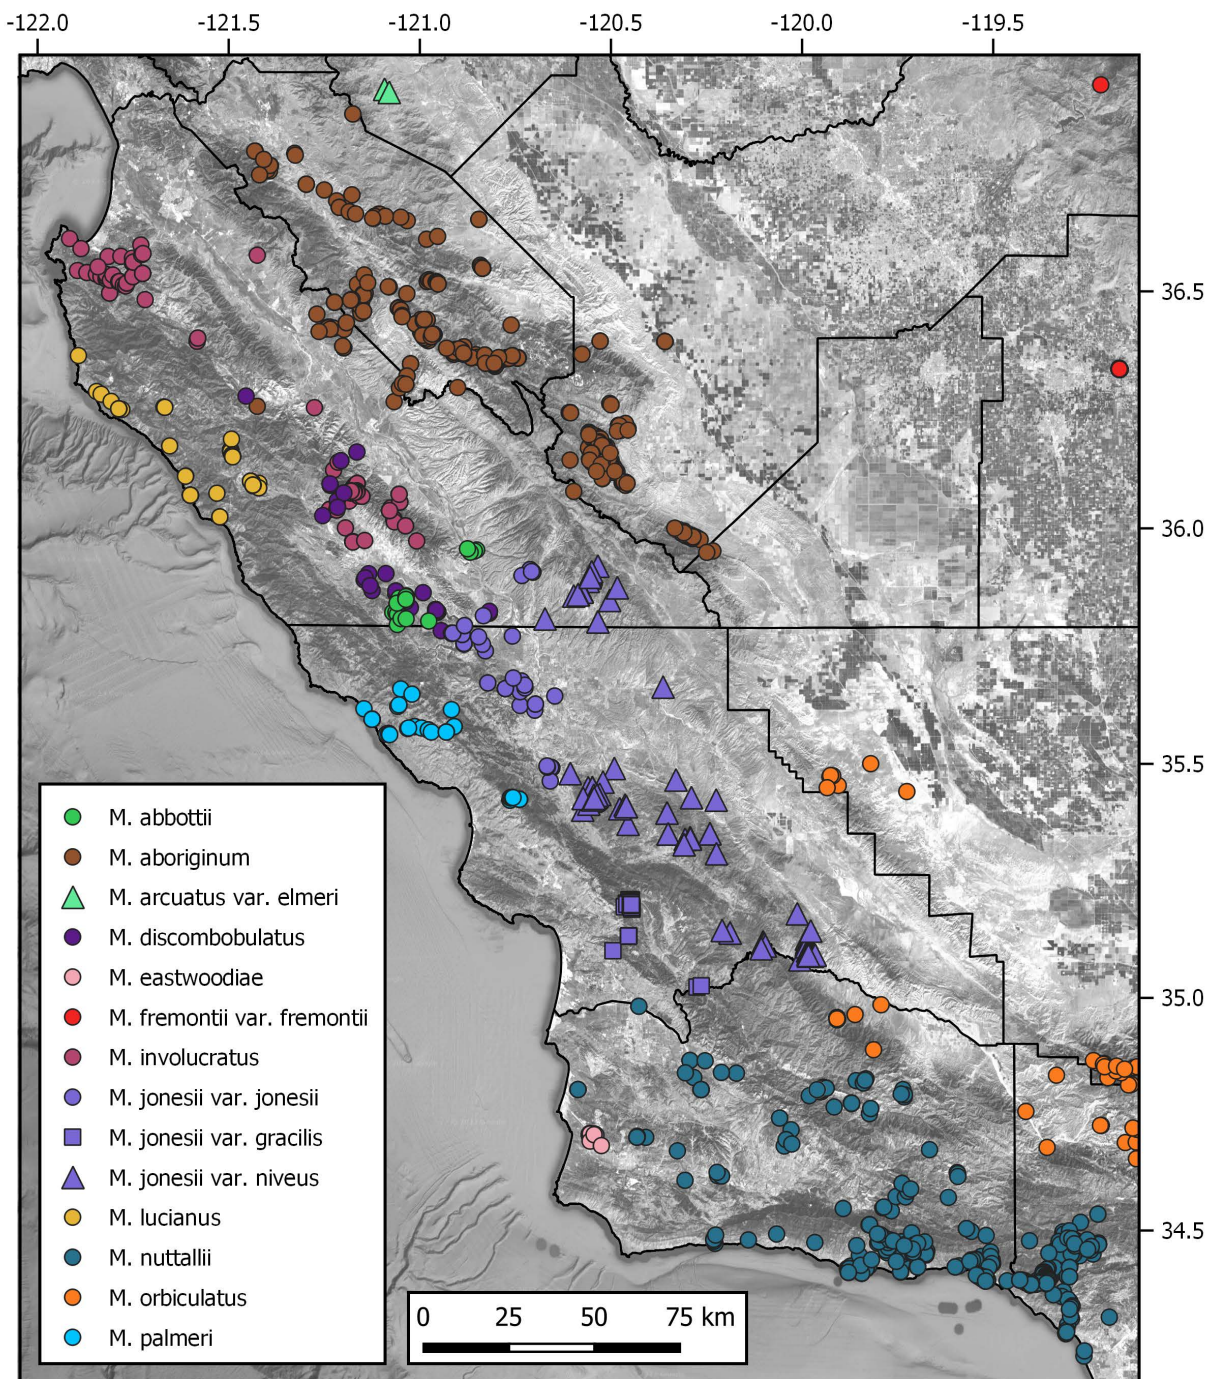 -122.0 -121.5 -121.0 -120.5 -120.0 -119.5
36.5
36.0
35.5
35.0
34.5
M. abbottii
M. aboriginum
M. arcuatus var. elmeri
M. discombobulatus
M. eastwoodiae
M. fremontii var. fremontii
M. involucratus
M. jonesii var. jonesii
M. jonesii var. gracilis
M. jonesii var. niveus
M. lucianus
M. nuttallii
M. orbiculatus
M. palmeri
0 25 50 75 km